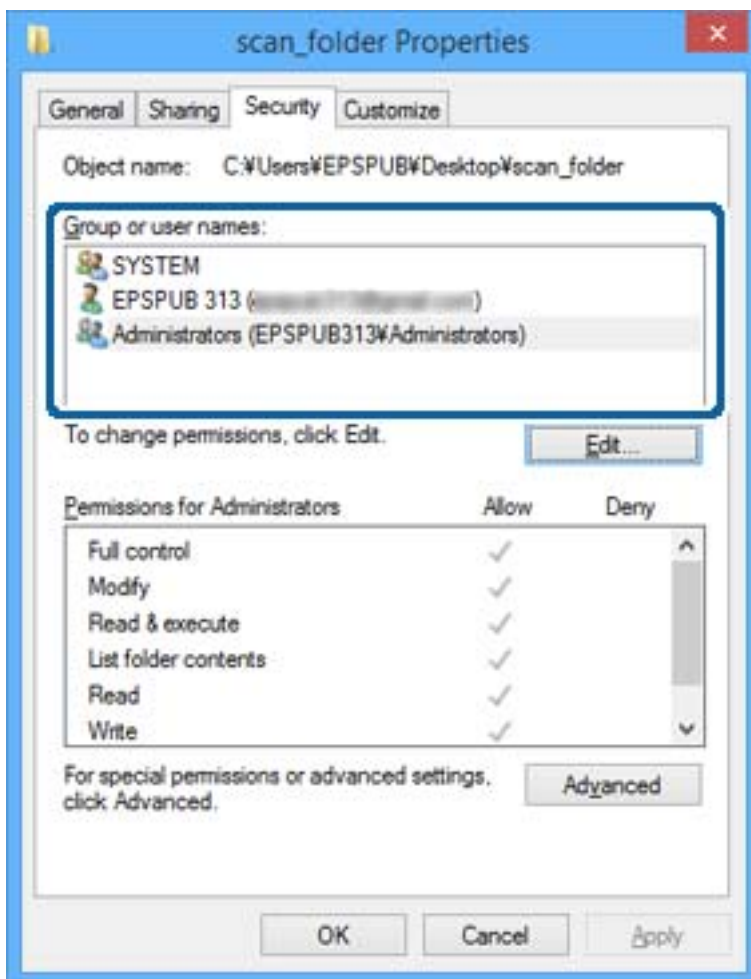 scan_folder Properties
General Sharing Security Customize
Object name: C:¥Users¥EPSPUB¥Desktop¥scan_folder
Group or user names:
SYSTEM
EPSPUB 313 ( )
Administrators (EPSPUB313¥Administrators)
To change permissions, click Edit.
Edit...
Permissions for Administrators Allow Deny
Full control
Modify
Read & execute
List folder contents
Read
Write
For special permissions or advanced settings,
click Advanced.
Advanced
OK Cancel Apply